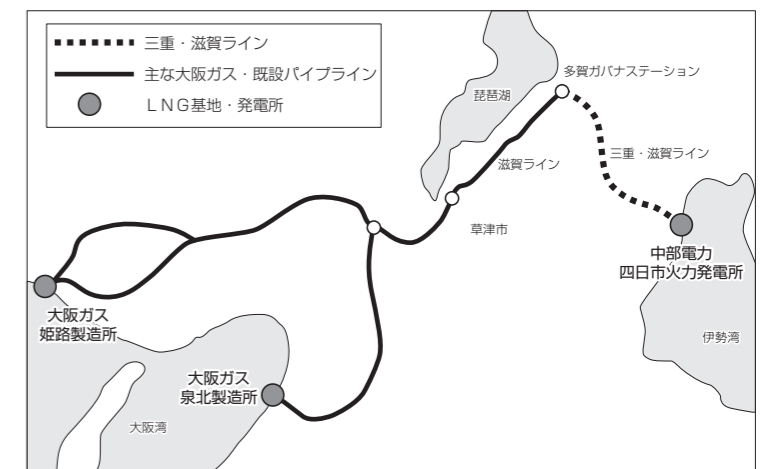 三重・滋賀ライン
主な大阪ガス・既設パイプライン
LNG基地・発電所
多賀ガバナステーション
琵琶湖
三重・滋賀ライン
滋賀ライン
草津市
中部電力
四日市火力発電所
大阪ガス
姫路製造所
伊勢湾
大阪ガス
泉北製造所
大阪湾